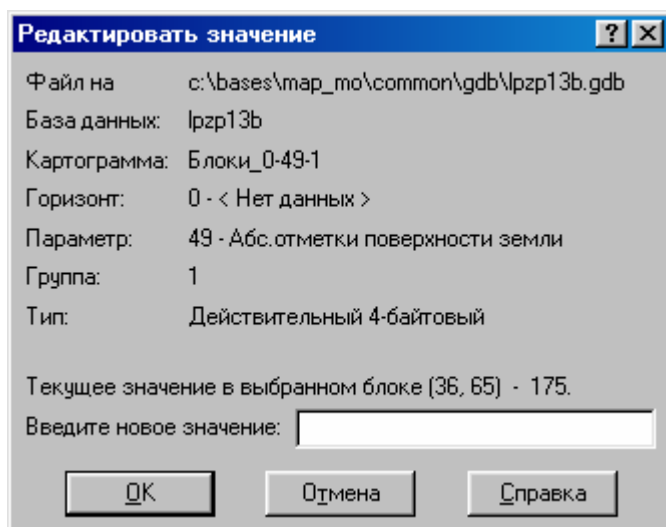 Редактировать значение
Файл на c:\bases\map_mo\common\gdb\lpzp13b.gdb
База данных: lpzp13b
Картограмма: Блоки_0-49-1
Горизонт: 0 - < Нет данных >
Параметр: 49 - Абс.отметки поверхности земли
Группа: 1
Тип: Действительный 4-байтовый
Текущее значение в выбранном блоке (36, 65) - 175.
Введите новое значение:
OK Отмена Справка